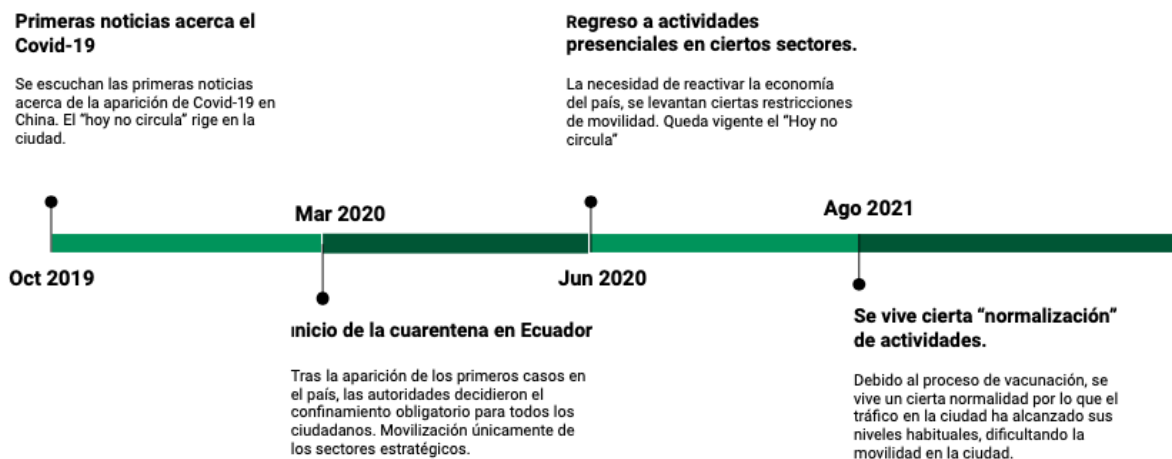 Primeras noticias acerca el
Covid-19
Se escuchan las primeras noticias
acerca de la aparición de Covid-19 en
China. El "hoy no circula" rige en la
ciudad.
Regreso a actividades
presenciales en ciertos sectores.
La necesidad de reactivar la economía
del país, se levantan ciertas restricciones
de movilidad. Queda vigente el "Hoy no
circula"
Mar 2020
Ago 2021
Oct 2019
Jun 2020
Inicio de la cuarentena en Ecuador
Tras la aparición de los primeros casos en
el país, las autoridades decidieron el
confinamiento obligatorio para todos los
ciudadanos. Movilización únicamente de
los sectores estratégicos.
Se vive cierta “normalización”
de actividades.
Debido al proceso de vacunación, se
vive un cierta normalidad por lo que el
tráfico en la ciudad ha alcanzado sus
niveles habituales, dificultando la
movilidad en la ciudad.